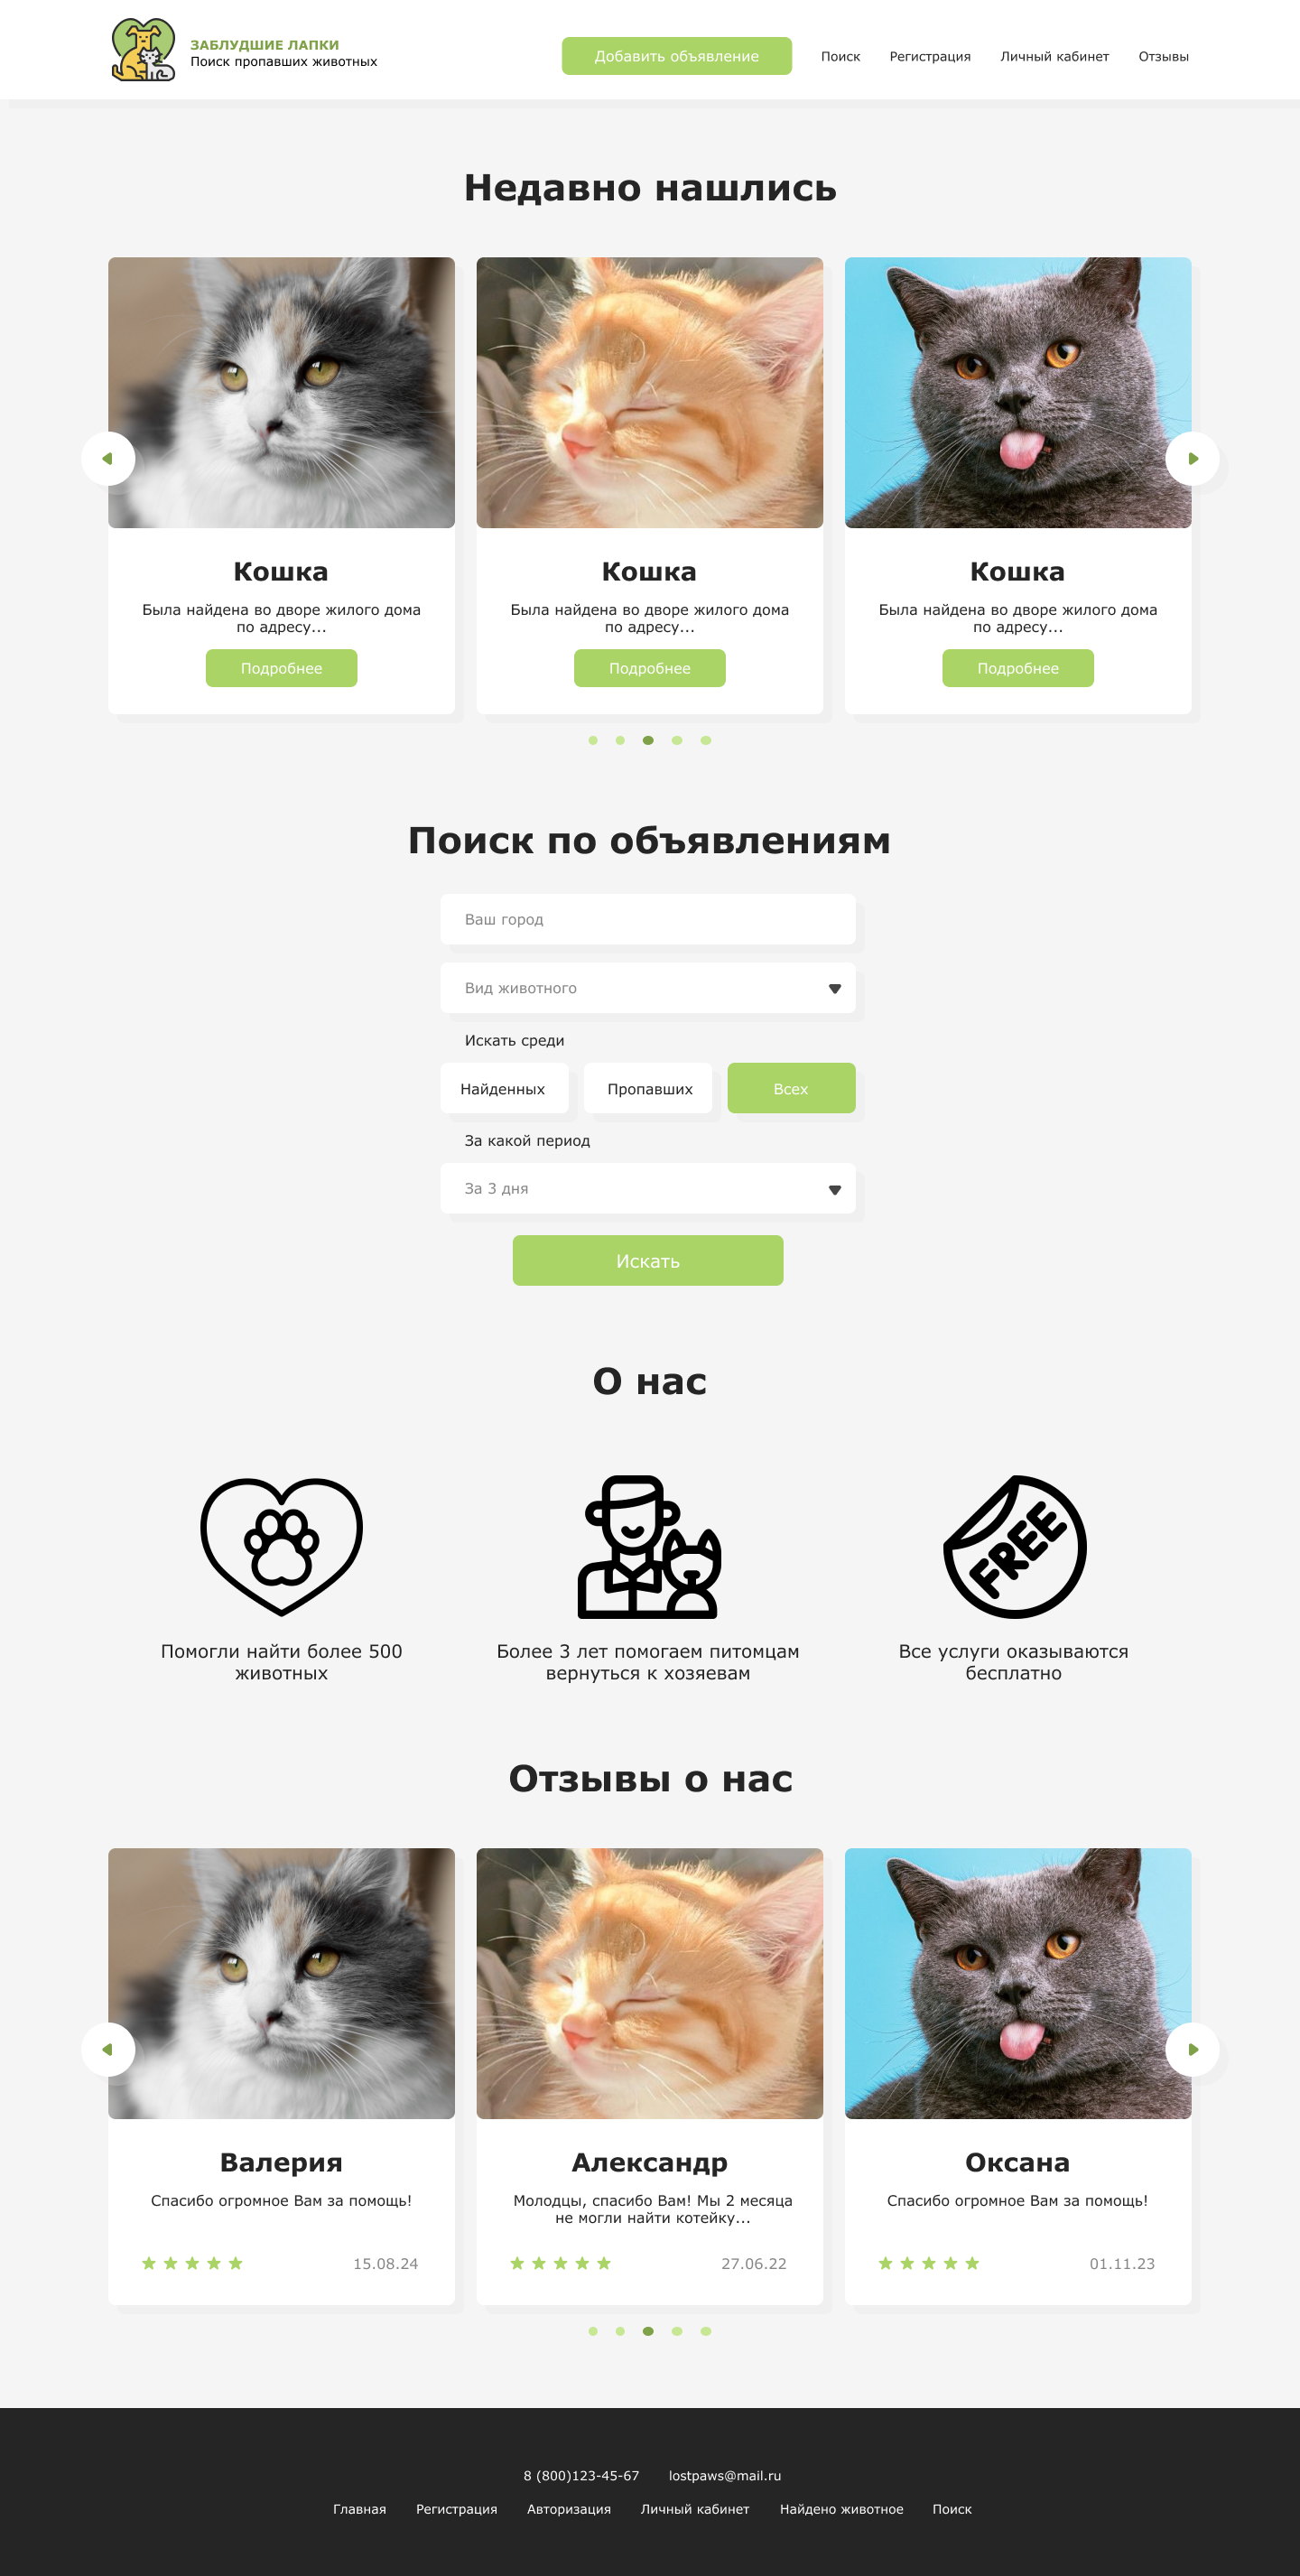 ЗАБЛУДШИЕ ЛАПКИ
Поиск пропавших животных
Добавить объявление
Поиск
Регистрация
Личный кабинет
Отзывы
Недавно нашлись
Кошка
Была найдена во дворе жилого дома
по адресу...
Подробнее
Кошка
Была найдена во дворе жилого дома
по адресу...
Подробнее
Кошка
Была найдена во дворе жилого дома
по адресу...
Подробнее
Поиск по объявлениям
Ваш город
Вид животного
Искать среди
Найденных
Пропавших
Всех
За какой период
За 3 дня
Искать
О нас
Помогли найти более 500
животных
Более 3 лет помогаем питомцам
вернуться к хозяевам
FREE
Все услуги оказываются
бесплатно
Отзывы о нас
Валерия
Спасибо огромное Вам за помощь!
15.08.24
Александр
Молодцы, спасибо Вам! Мы 2 месяца
не могли найти котейку...
27.06.22
Оксана
Спасибо огромное Вам за помощь!
01.11.23
8 (800)123-45-67
lostpaws@mail.ru
Главная
Регистрация
Авторизация
Личный кабинет
Найдено животное
Поиск